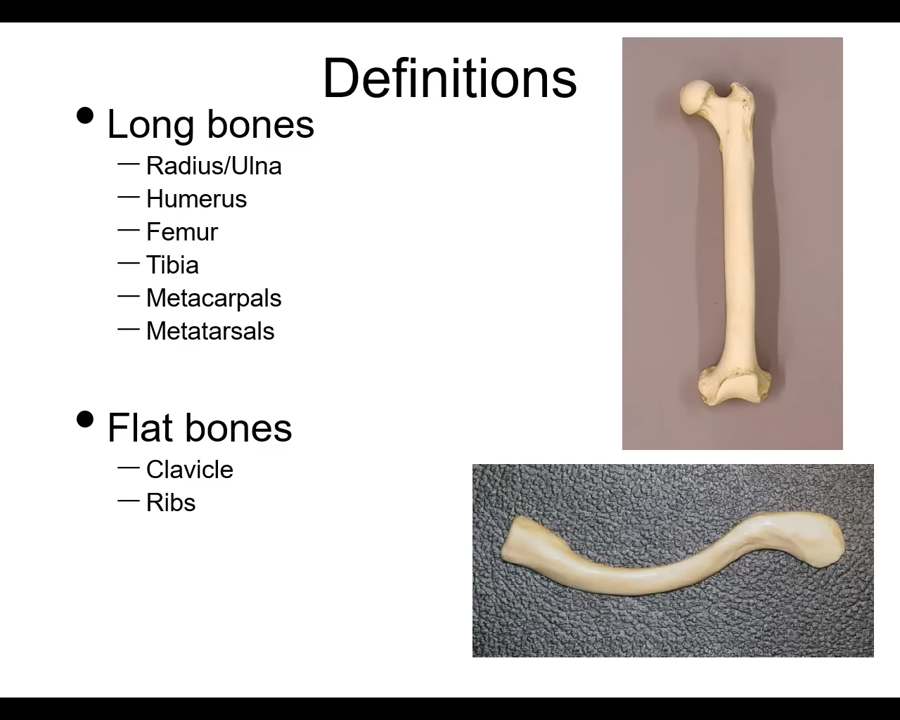 Definitions
• Long bones
— Radius/Ulna
— Humerus
— Femur
— Tibia
— Metacarpals
— Metatarsals
• Flat bones
— Clavicle
— Ribs